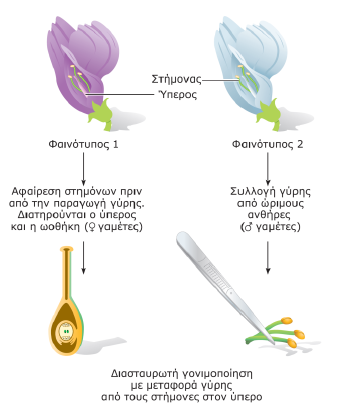 Στήμονας
Ύπερος
Φαινότυπος 1
Φαινότυπος 2
Αφαίρεση στημόνων πριν
από την παραγωγή γύρης.
Διατηρούνται ο ύπερος
και η ωοθήκη (♀ γαμέτες)
Συλλογή γύρης
από ώριμους
ανθήρες
(♂ γαμέτες)
Διασταυρωτή γονιμοποίηση
με μεταφορά γύρης
από τους στήμονες στον ύπερο